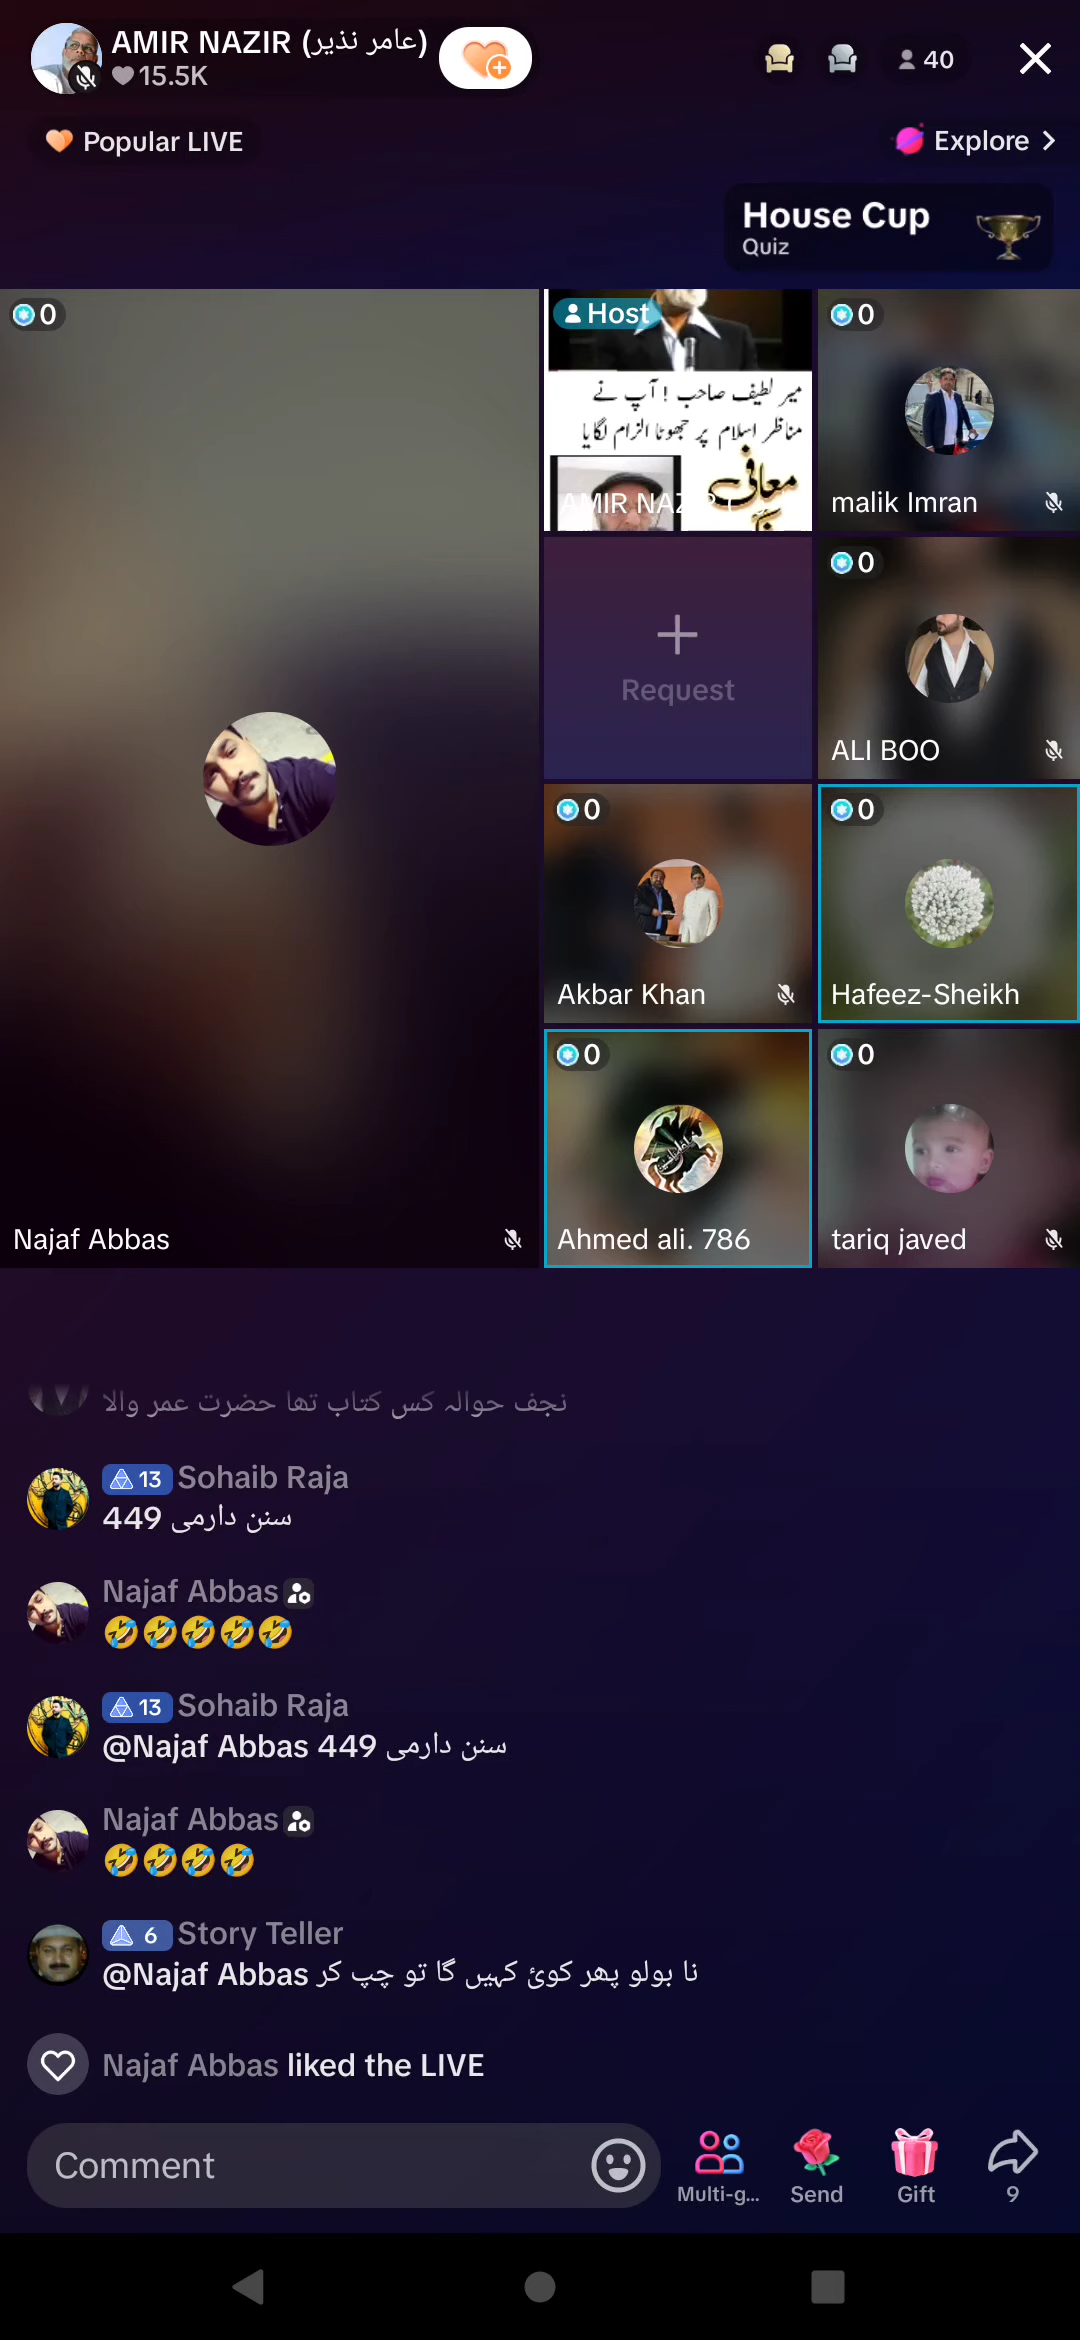 AMIR NAZIR (عامر نذیر)
15.5K
40
Popular LIVE
Explore
House Cup
Quiz
0
Host
میر لطیف صاحب ! آپ نے
مناظر اسلام پر جھوٹا الزام لگایا
معافی
AMIR NAZIR (
0
malik Imran
Request
0
ALI BOO
0
Akbar Khan
0
Hafeez-Sheikh
Najaf Abbas
0
Ahmed ali. 786
0
tariq javed
نجف حوالہ کس کتاب تھا حضرت عمر والا
13 Sohaib Raja
سنن دارمی 449
Najaf Abbas
🤣🤣🤣🤣🤣
13 Sohaib Raja
@Najaf Abbas 449 سنن دارمی
Najaf Abbas
🤣🤣🤣🤣
6 Story Teller
@Najaf Abbas نا بولو پھر کوئ کہیں گا تو چپ کر
Najaf Abbas liked the LIVE
Comment
Multi-g...
Send
Gift
9